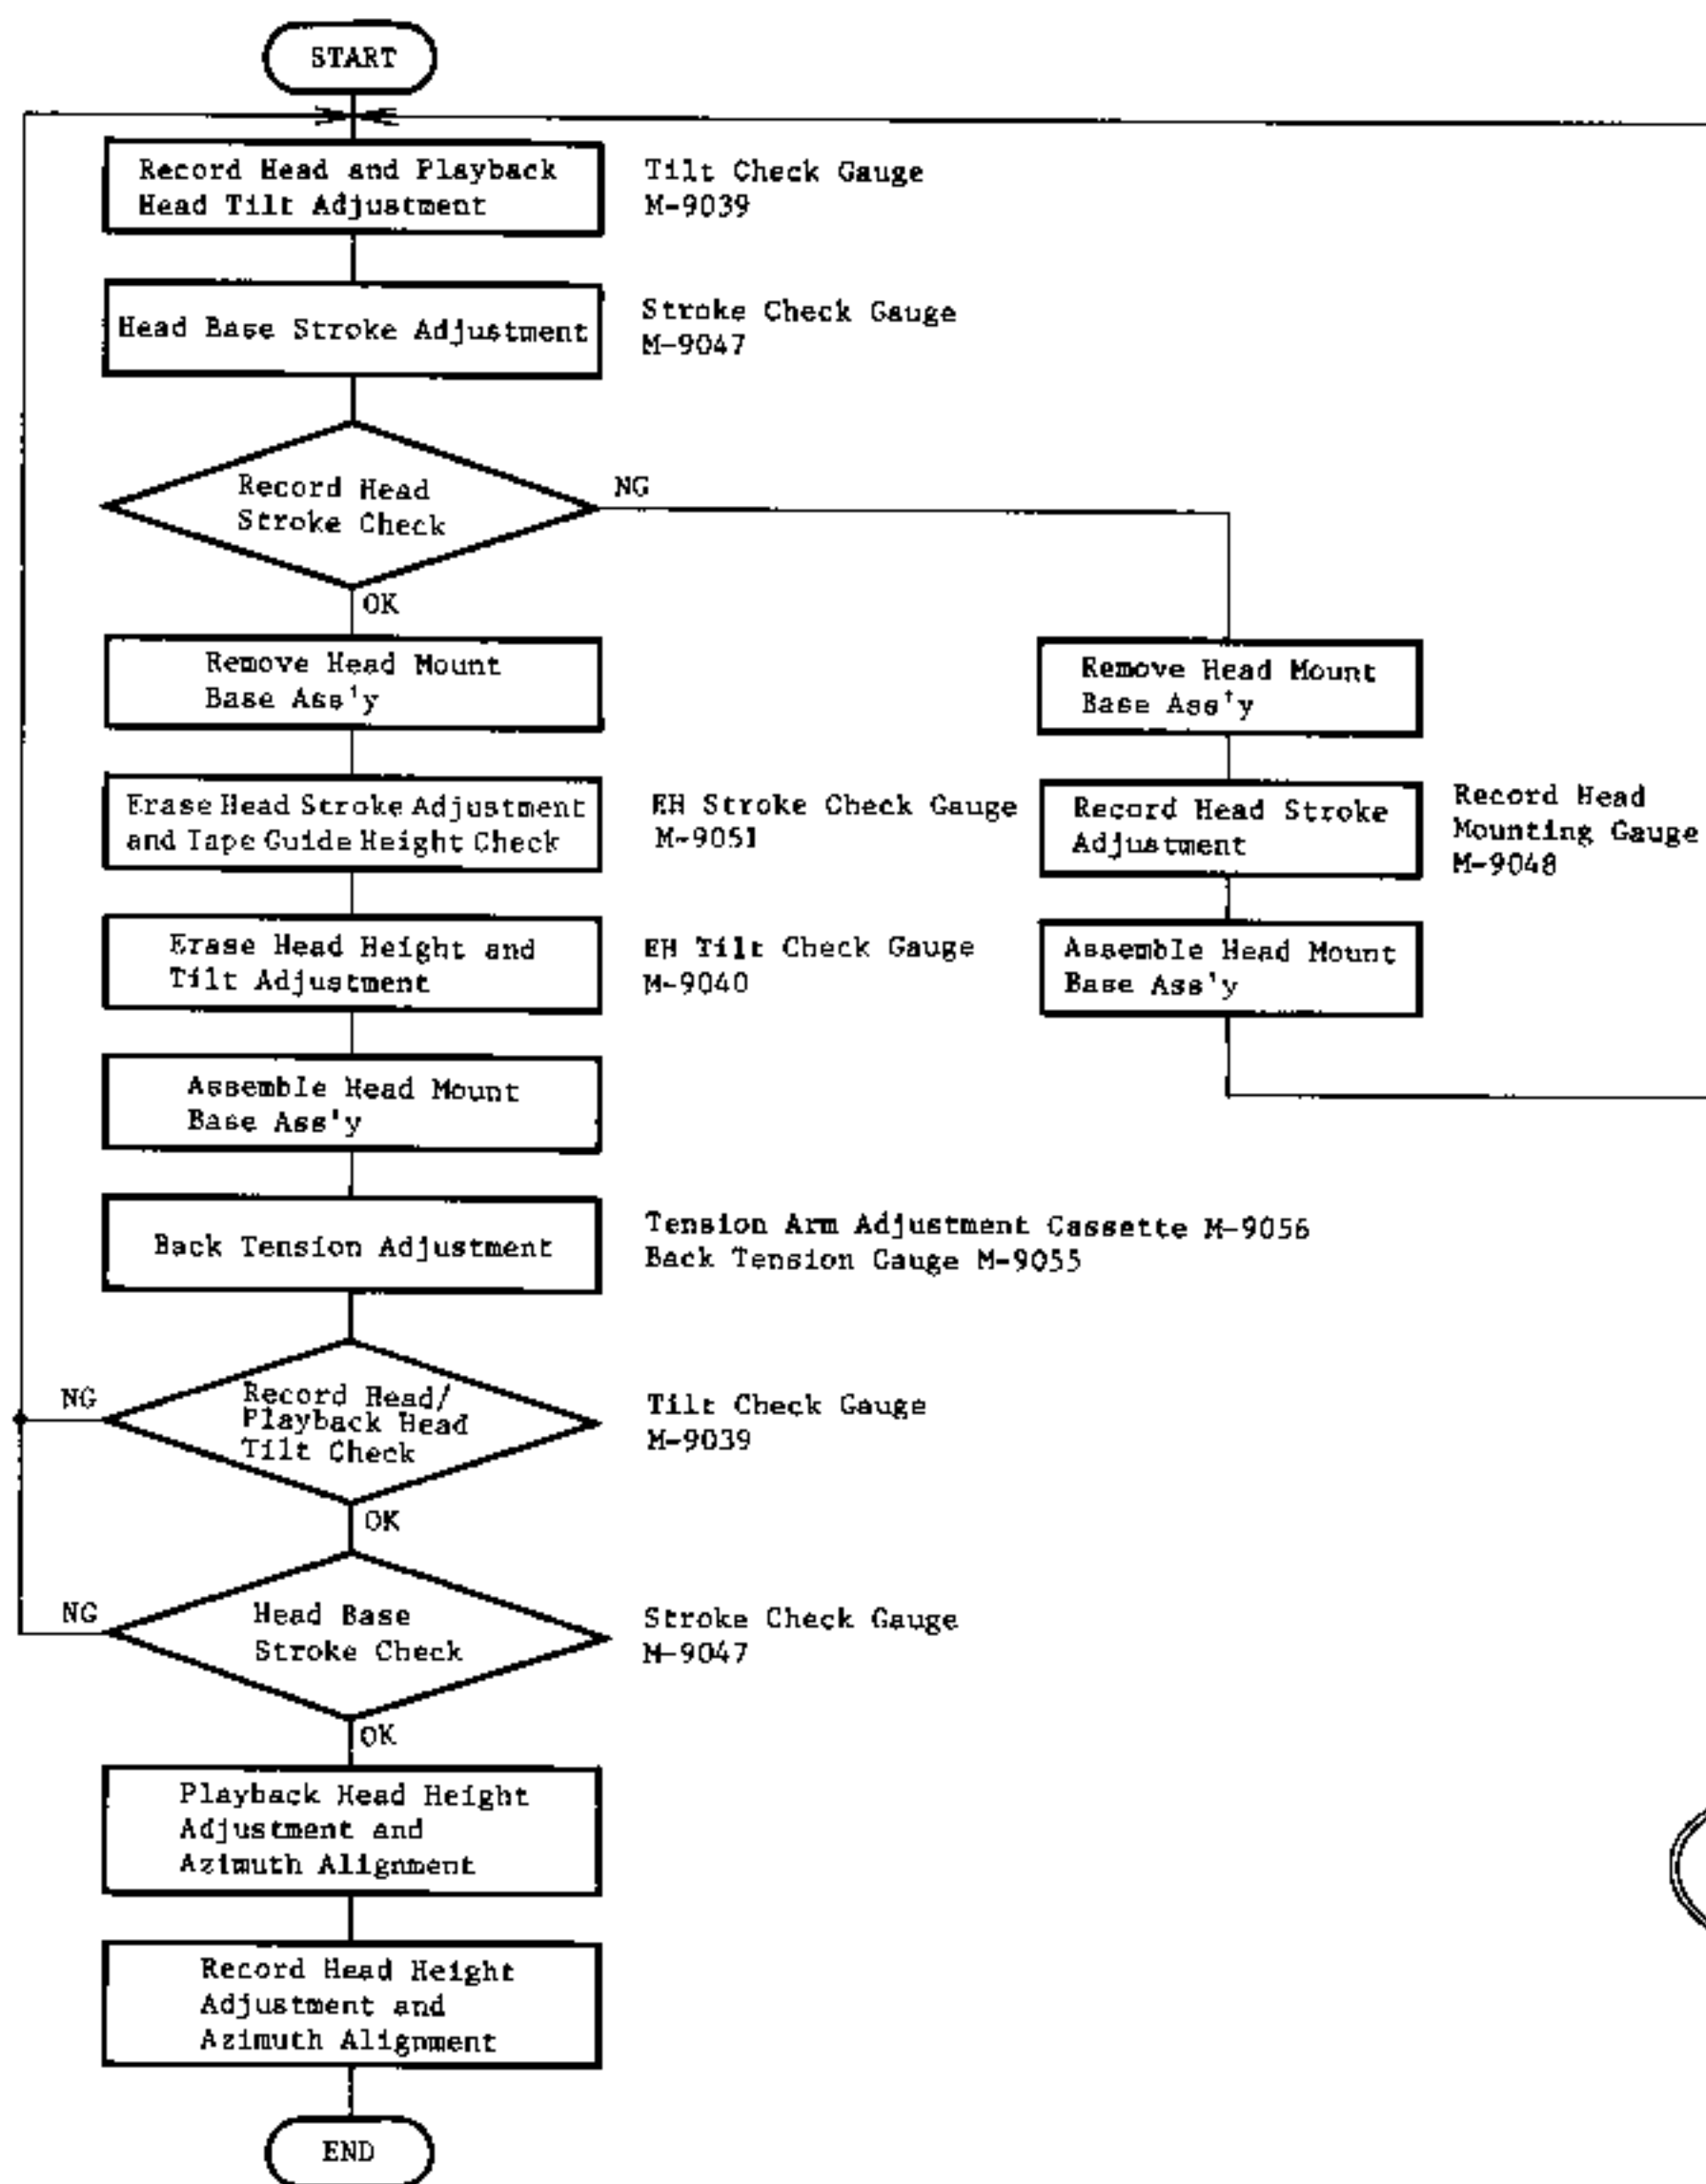 START
Record Head and Playback
Head Tilt Adjustment
Tilt Check Gauge
M-9039
Head Base Stroke Adjustment
Stroke Check Gauge
M-9047
Record Head
Stroke Check
NG
OK
Remove Head Mount
Base Ass'y
Remove Head Mount
Base Ass'y
Erase Head Stroke Adjustment
and Tape Guide Height Check
EH Stroke Check Gauge
M-9051
Record Head Stroke
Adjustment
Record Head
Mounting Gauge
M-9048
Erase Head Height and
Tilt Adjustment
EH Tilt Check Gauge
M-9040
Assemble Head Mount
Base Ass'y
Assemble Head Mount
Base Ass'y
Back Tension Adjustment
Tension Arm Adjustment Cassette M-9056
Back Tension Gauge M-9055
NG
Record Head/
Playback Head
Tilt Check
Tilt Check Gauge
M-9039
OK
NG
Head Base
Stroke Check
Stroke Check Gauge
M-9047
OK
Playback Head Height
Adjustment and
Azimuth Alignment
Record Head Height
Adjustment and
Azimuth Alignment
END